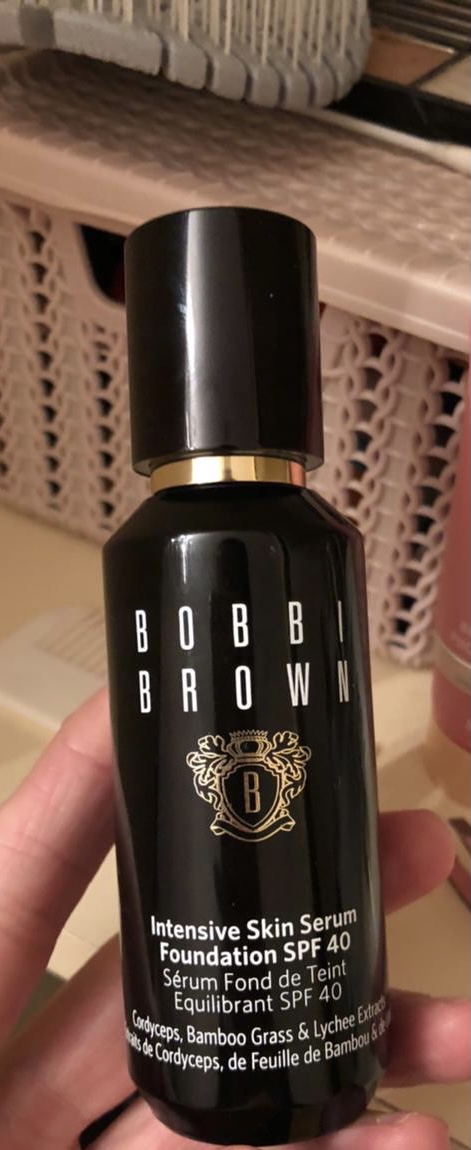 BOBBI
BROWN
B
Intensive Skin Serum
Foundation SPF 40
Sérum Fond de Teint
Equilibrant SPF 40
Cordyceps, Bamboo Grass & Lychee Extracts
de Cordyceps, de Feuille de Bambou & de